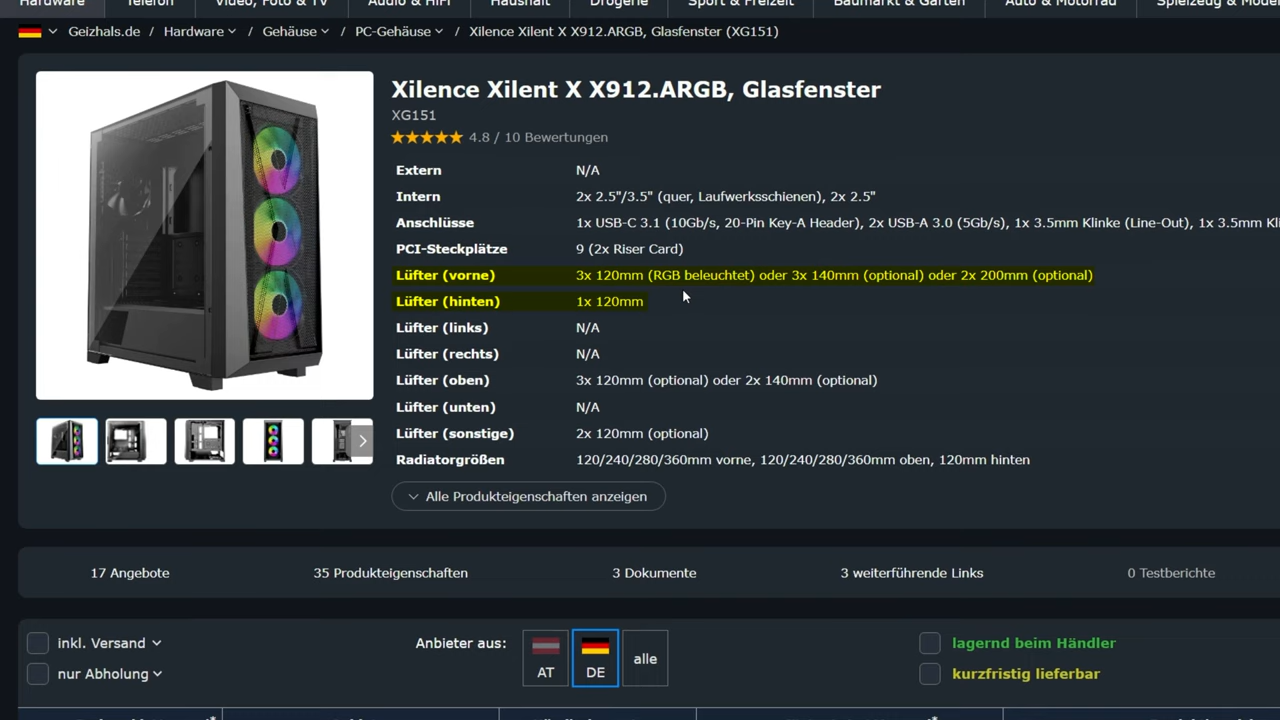 Hardware Telefon Video, Foto & TV Audio & HiFi Haushalt Drogerie Sport & Freizeit Baumarkt & Garten Auto & Motorrad Spielzeug &
Geizhals.de / Hardware / Gehäuse / PC-Gehäuse / Xilence Xilent X X912.ARGB, Glasfenster (XG151)
Xilence Xilent X X912.ARGB, Glasfenster
XG151
4.8 / 10 Bewertungen
Extern N/A
Intern 2x 2.5"/3.5" (quer, Laufwerksschienen), 2x 2.5"
Anschlüsse 1x USB-C 3.1 (10Gb/s, 20-Pin Key-A Header), 2x USB-A 3.0 (5Gb/s), 1x 3.5mm Klinke (Line-Out), 1x 3.5mm
PCI-Steckplätze 9 (2x Riser Card)
Lüfter (vorne) 3x 120mm (RGB beleuchtet) oder 3x 140mm (optional) oder 2x 200mm (optional)
Lüfter (hinten) 1x 120mm
Lüfter (links) N/A
Lüfter (rechts) N/A
Lüfter (oben) 3x 120mm (optional) oder 2x 140mm (optional)
Lüfter (unten) N/A
Lüfter (sonstige) 2x 120mm (optional)
Radiatorgrößen 120/240/280/360mm vorne, 120/240/280/360mm oben, 120mm hinten
Alle Produkteigenschaften anzeigen
17 Angebote 35 Produkteigenschaften 3 Dokumente 3 weiterführende Links 0 Testberichte
inkl. Versand Anbieter aus: AT DE alle lagernd beim Händler
nur Abholung kurzfristig lieferbar